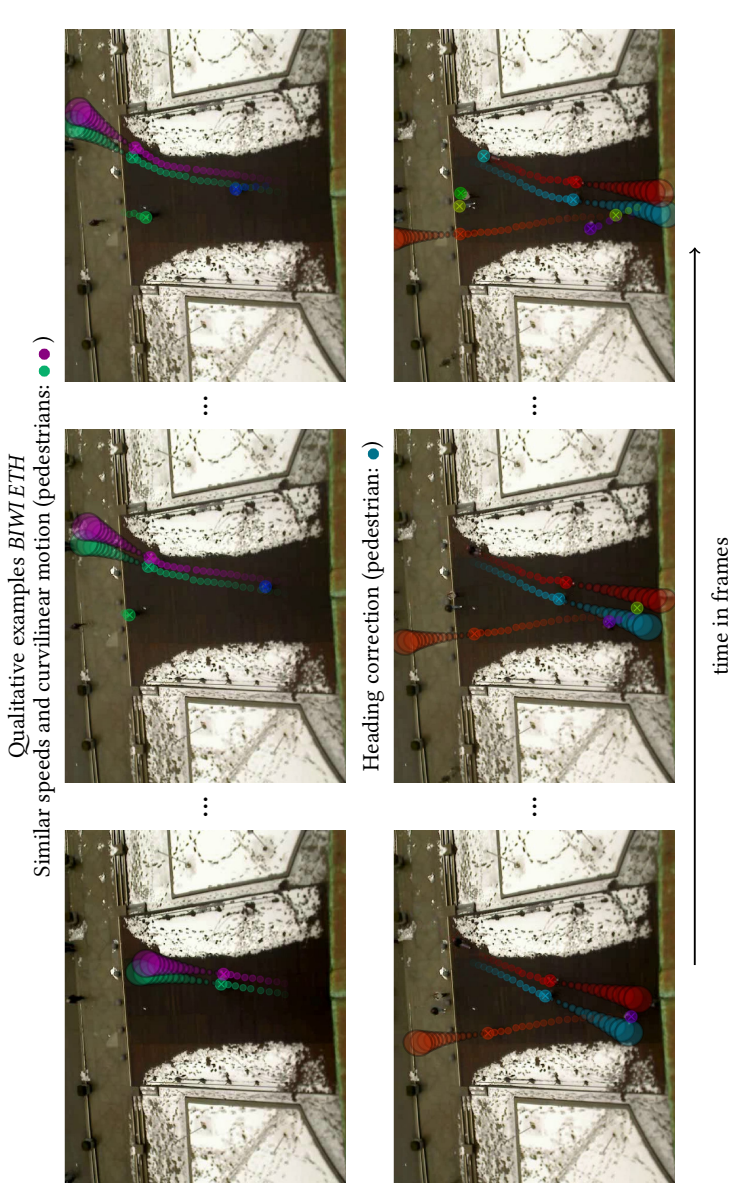 Qualitative examples BIWI ETH
Similar speeds and curvilinear motion (pedestrians: ● ● )
... ...
Heading correction (pedestrian: ● )
... ...
time in frames